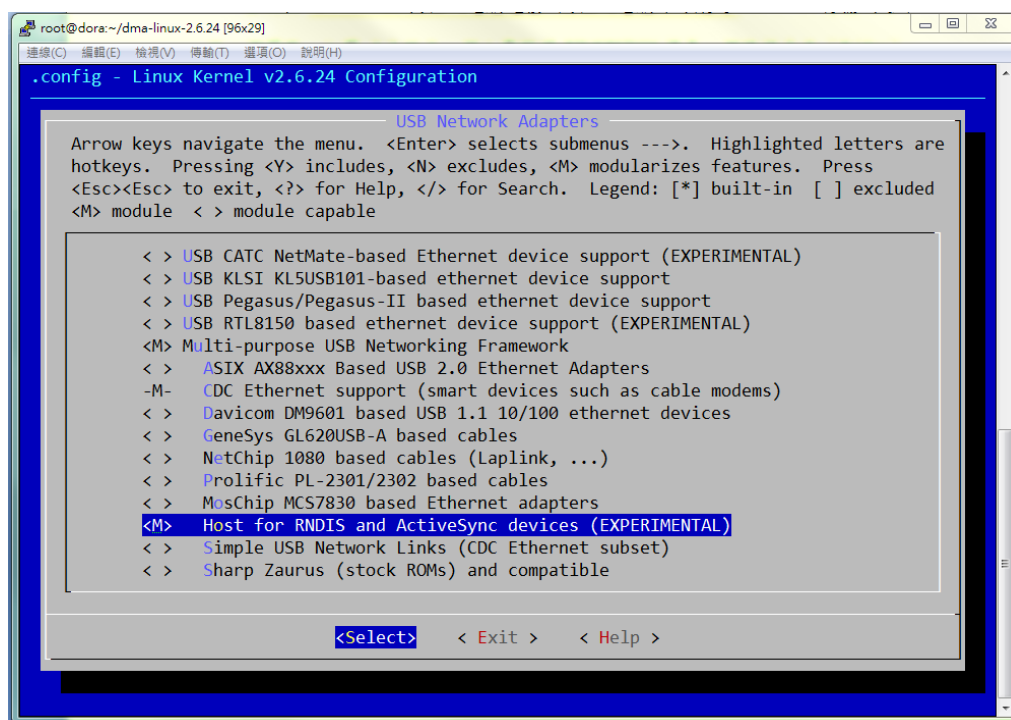 root@dora:~/dma-linux-2.6.24 [96x29]
連線(C) 編輯(E) 檢視(V) 傳輸(T) 選項(O) 說明(H)
.config - Linux Kernel v2.6.24 Configuration
USB Network Adapters
Arrow keys navigate the menu.  <Enter> selects submenus --->.  Highlighted letters are
hotkeys.  Pressing <Y> includes, <N> excludes, <M> modularizes features.  Press
<Esc><Esc> to exit, <?> for Help, </> for Search.  Legend: [*] built-in  [ ] excluded
<M> module  < > module capable
< > USB CATC NetMate-based Ethernet device support (EXPERIMENTAL)
< > USB KLSI KL5USB101-based ethernet device support
< > USB Pegasus/Pegasus-II based ethernet device support
< > USB RTL8150 based ethernet device support (EXPERIMENTAL)
<M> Multi-purpose USB Networking Framework
< >   ASIX AX88xxx Based USB 2.0 Ethernet Adapters
-M-   CDC Ethernet support (smart devices such as cable modems)
< >   Davicom DM9601 based USB 1.1 10/100 ethernet devices
< >   GeneSys GL620USB-A based cables
< >   NetChip 1080 based cables (Laplink, ...)
< >   Prolific PL-2301/2302 based cables
< >   MosChip MCS7830 based Ethernet adapters
<M>   Host for RNDIS and ActiveSync devices (EXPERIMENTAL)
< >   Simple USB Network Links (CDC Ethernet subset)
< >   Sharp Zaurus (stock ROMs) and compatible
<Select>    < Exit >    < Help >